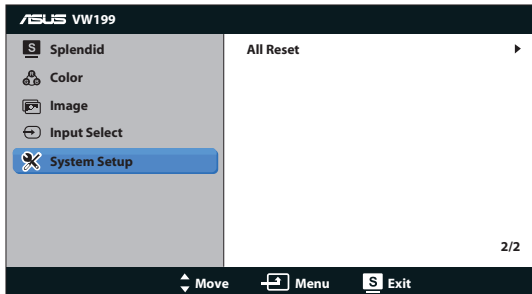 ASUS VW199
S Splendid
Color
Image
Input Select
System Setup
All Reset
2/2
Move Menu S Exit